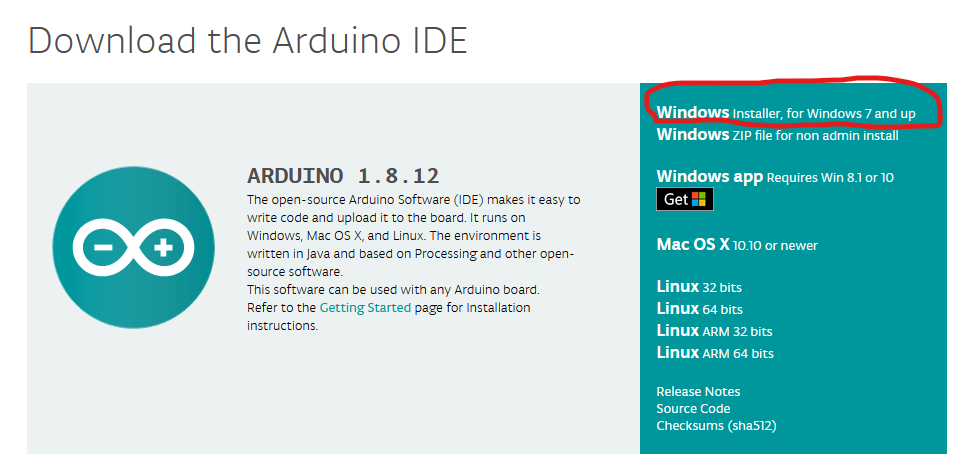 Download the Arduino IDE
ARDUINO 1.8.12
The open-source Arduino Software (IDE) makes it easy to
write code and upload it to the board. It runs on
Windows, Mac OS X, and Linux. The environment is
written in Java and based on Processing and other open-
source software.
This software can be used with any Arduino board.
Refer to the Getting Started page for Installation
instructions.
Windows Installer, for Windows 7 and up
Windows ZIP file for non admin install
Windows app Requires Win 8.1 or 10
Get
Mac OS X 10.10 or newer
Linux 32 bits
Linux 64 bits
Linux ARM 32 bits
Linux ARM 64 bits
Release Notes
Source Code
Checksums (sha512)